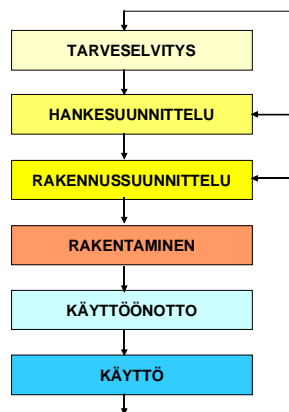 TARVESELVITYS
HANKESUUNNITTELU
RAKENNUSSUUNNITTELU
RAKENTAMINEN
KÄYTTÖÖNOTTO
KÄYTTÖ